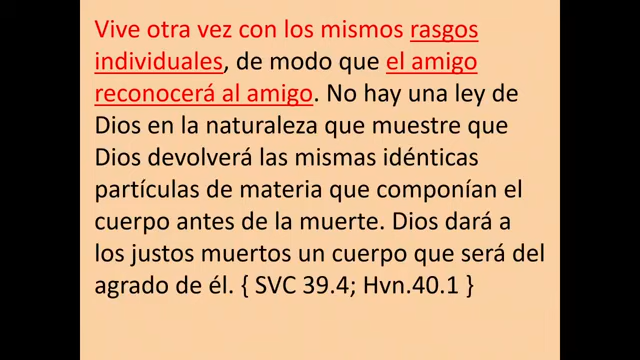 Vive otra vez con los mismos rasgos
individuales, de modo que el amigo
reconocerá al amigo. No hay una ley de
Dios en la naturaleza que muestre que
Dios devolverá las mismas idénticas
partículas de materia que componían el
cuerpo antes de la muerte. Dios dará a
los justos muertos un cuerpo que será del
agrado de él. { SVC 39.4; Hvn.40.1 }